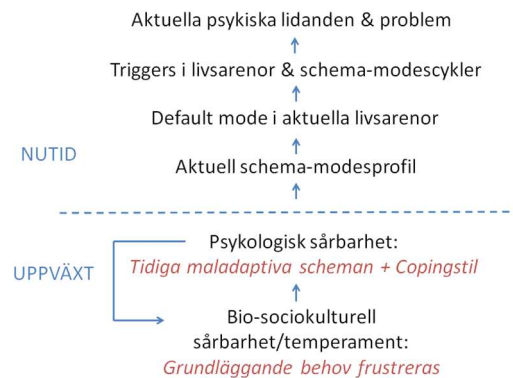 Aktuella psykiska lidanden & problem
Triggers i livsarenor & schema-modescykler
Default mode i aktuella livsarenor
NUTID
Aktuell schema-modesprofil
Psykologisk sårbarhet:
UPPVÄXT
Tidiga maladaptiva scheman + Copingstil
Bio-sociokulturell
sårbarhet/temperament:
Grundläggande behov frustreras